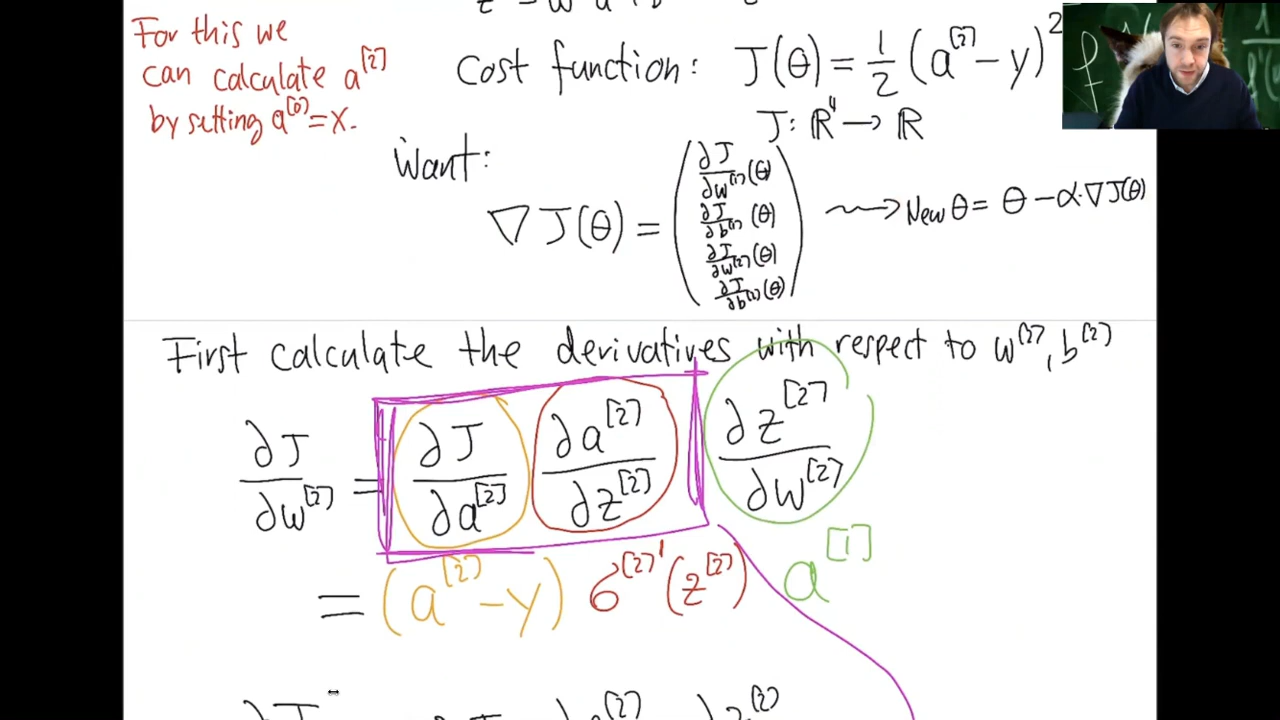 For this we
can calculate a^[2]
by setting a^[0]=x.
Cost function: J(θ) = 1/2 (a^[2] − y)^2
J: ℝ^4 → ℝ
Want:
∇J(θ) = ( ∂J/∂w^[1] (θ)
∂J/∂b^[1] (θ)
∂J/∂w^[2] (θ)
∂J/∂b^[2] (θ) ) ⟿ New θ = θ − α·∇J(θ)
First calculate the derivatives with respect to w^[2], b^[2]
∂J/∂w^[2] = ∂J/∂a^[2] ∂a^[2]/∂z^[2] ∂z^[2]/∂w^[2]
= (a^[2] − y) σ^[2]'(z^[2]) a^[1]